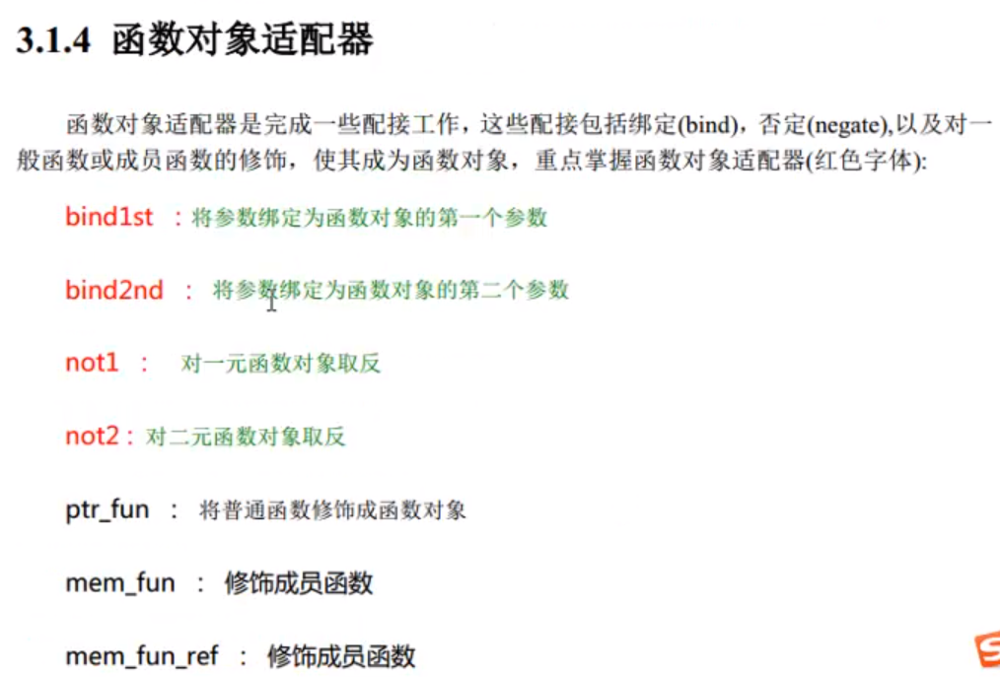 3.1.4 函数对象适配器
函数对象适配器是完成一些配接工作，这些配接包括绑定(bind)，否定(negate),以及对一
般函数或成员函数的修饰，使其成为函数对象，重点掌握函数对象适配器(红色字体):
bind1st ：将参数绑定为函数对象的第一个参数
bind2nd ： 将参数绑定为函数对象的第二个参数
not1 ： 对一元函数对象取反
not2：对二元函数对象取反
ptr_fun ： 将普通函数修饰成函数对象
mem_fun ： 修饰成员函数
mem_fun_ref ： 修饰成员函数